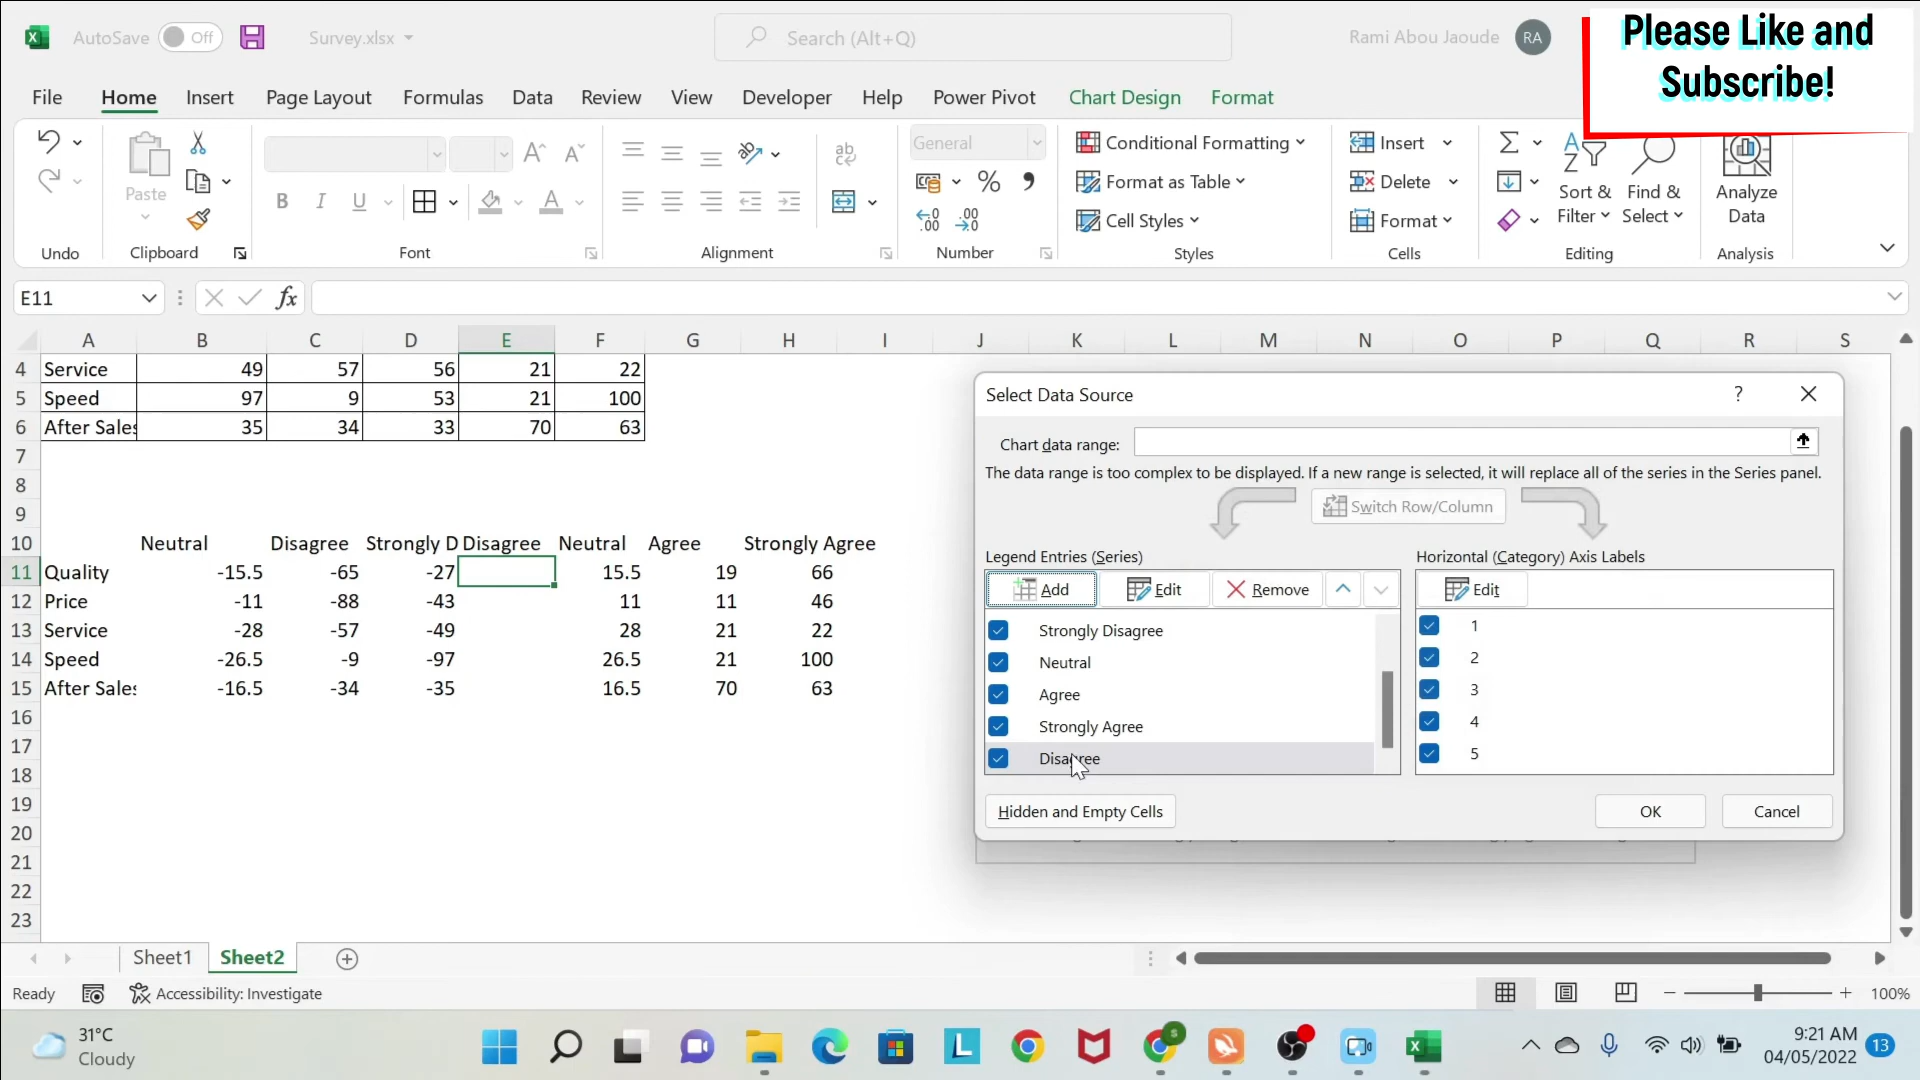 AutoSave Off Survey.xlsx Search (Alt+Q) Rami Abou Jaoude RA
Please Like and
Subscribe!
File Home Insert Page Layout Formulas Data Review View Developer Help Power Pivot Chart Design Format
Paste
General
Conditional Formatting
Format as Table
Cell Styles
Insert
Delete
Format
Sort &
Filter
Find &
Select
Analyze
Data
Undo Clipboard Font Alignment Number Styles Cells Editing Analysis
E11 fx
A B C D E F G H I J K L M N O P Q R S
4 Service 49 57 56 21 22
5 Speed 97 9 53 21 100
6 After Sales 35 34 33 70 63
7
8
9
10 Neutral Disagree Strongly D Disagree Neutral Agree Strongly Agree
11 Quality -15.5 -65 -27 15.5 19 66
12 Price -11 -88 -43 11 11 46
13 Service -28 -57 -49 28 21 22
14 Speed -26.5 -9 -97 26.5 21 100
15 After Sales -16.5 -34 -35 16.5 70 63
16
17
18
19
20
21
22
23
Select Data Source ?
Chart data range:
The data range is too complex to be displayed. If a new range is selected, it will replace all of the series in the Series panel.
Switch Row/Column
Legend Entries (Series)
Add Edit Remove
Strongly Disagree
Neutral
Agree
Strongly Agree
Disagree
Horizontal (Category) Axis Labels
Edit
1
2
3
4
5
Hidden and Empty Cells OK Cancel
Sheet1 Sheet2
Ready Accessibility: Investigate 100%
31°C
Cloudy
9:21 AM
04/05/2022
13